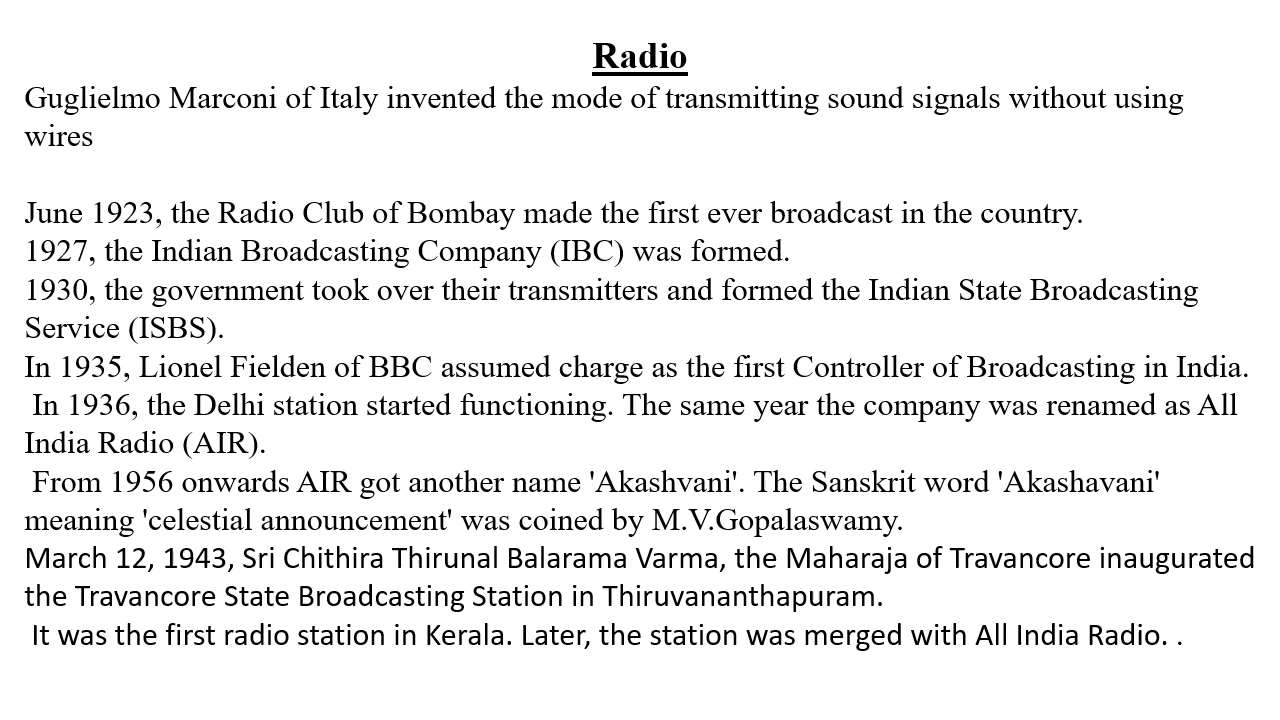 Radio
Guglielmo Marconi of Italy invented the mode of transmitting sound signals without using
wires
June 1923, the Radio Club of Bombay made the first ever broadcast in the country.
1927, the Indian Broadcasting Company (IBC) was formed.
1930, the government took over their transmitters and formed the Indian State Broadcasting
Service (ISBS).
In 1935, Lionel Fielden of BBC assumed charge as the first Controller of Broadcasting in India.
In 1936, the Delhi station started functioning. The same year the company was renamed as All
India Radio (AIR).
From 1956 onwards AIR got another name 'Akashvani'. The Sanskrit word 'Akashavani'
meaning 'celestial announcement' was coined by M.V.Gopalaswamy.
March 12, 1943, Sri Chithira Thirunal Balarama Varma, the Maharaja of Travancore inaugurated
the Travancore State Broadcasting Station in Thiruvananthapuram.
It was the first radio station in Kerala. Later, the station was merged with All India Radio. .